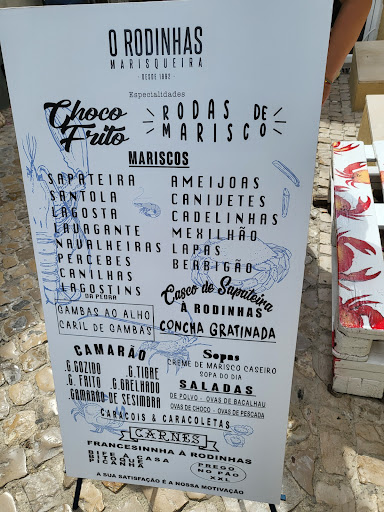 O RODINHAS
MARISQUEIRA
- DESDE 1982 -
Especialidades
Choco Frito
RODAS DE MARISCO
MARISCOS
SAPATEIRA
SANTOLA
LAGOSTA
LAVAGANTE
NAVALHEIRAS
PERCEBES
CANILHAS
LAGOSTINS
DA PEDRA
AMEIJOAS
CANIVETES
CADELINHAS
MEXILHÃO
LAPAS
BERBIGÃO
GAMBAS AO ALHO
CARIL DE GAMBAS
Casco de Sapateira
À RODINHAS
CONCHA GRATINADA
CAMARÃO
.COZIDO .TIGRE
. FRITO .GRELHADO
CAMARÃO DE SESIMBRA
Sopas
CREME DE MARISCO CASEIRO
SOPA DO DIA
SALADAS
DE POLVO - OVAS DE BACALHAU
OVAS DE CHOCO - OVAS DE PESCADA
CARACOIS & CARACOLETAS
CARNES
FRANCESINNHA À RODINHAS
BIFE À CASA
PICANHA
PREGO
NO PÃO
XXL
A SUA SATISFAÇÃO É A NOSSA MOTIVAÇÃO